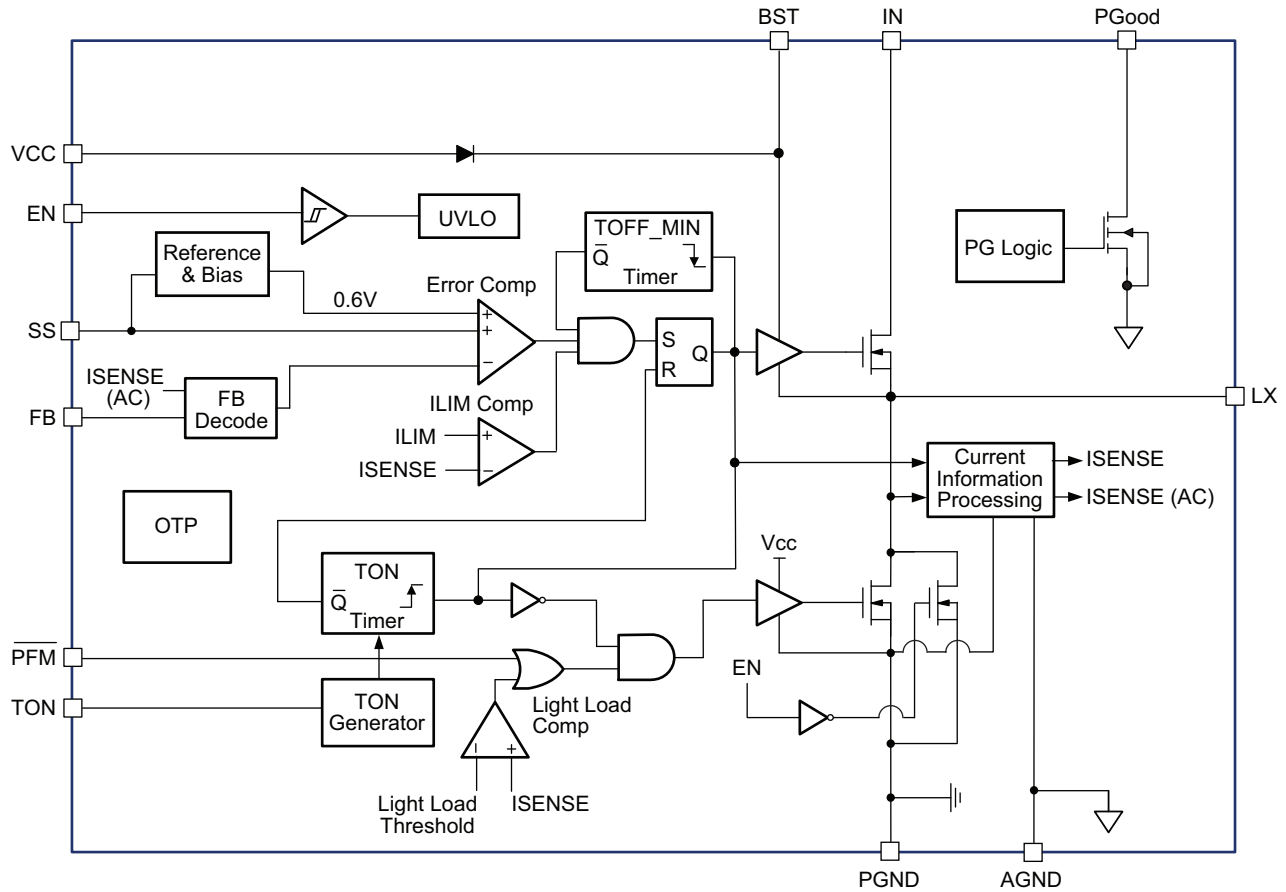 BST
IN
PGood
VCC
EN
UVLO
TOFF_MIN
Q̅
Timer
PG Logic
Reference
& Bias
Error Comp
0.6V
+
+
−
SS
S
R
Q
ISENSE
(AC)
FB
FB
Decode
LX
ILIM Comp
ILIM
+
ISENSE
−
Current
Information
Processing
ISENSE
ISENSE (AC)
OTP
Vcc
TON
Q̅
Timer
P̅F̅M̅
EN
TON
TON
Generator
Light Load
Comp
−
+
Light Load
Threshold
ISENSE
PGND
AGND